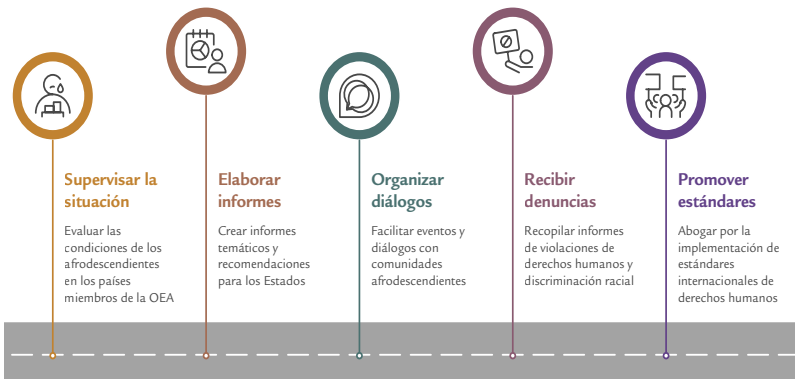 Supervisar la
situación
Evaluar las
condiciones de los
afrodescendientes
en los países
miembros de la OEA
Elaborar
informes
Crear informes
temáticos y
recomendaciones
para los Estados
Organizar
diálogos
Facilitar eventos y
diálogos con
comunidades
afrodescendientes
Recibir
denuncias
Recopilar informes
de violaciones de
derechos humanos y
discriminación racial
Promover
estándares
Abogar por la
implementación de
estándares
internacionales de
derechos humanos